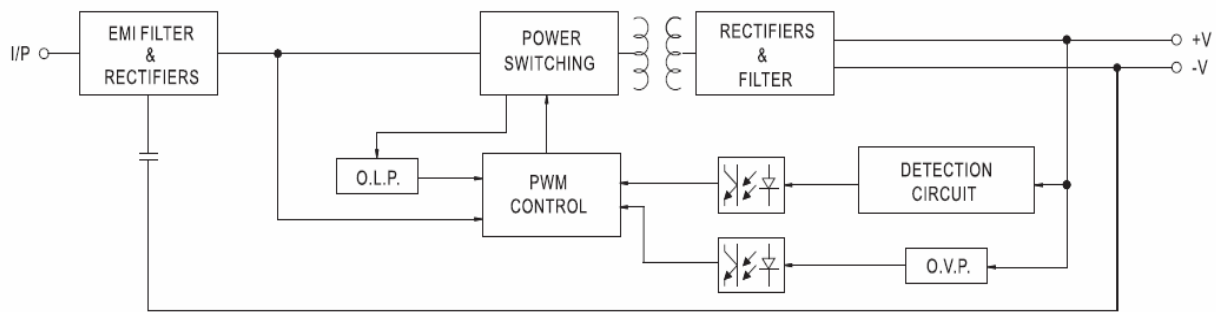 I/P
EMI FILTER
&
RECTIFIERS
POWER
SWITCHING
RECTIFIERS
&
FILTER
+V
-V
O.L.P.
PWM
CONTROL
DETECTION
CIRCUIT
O.V.P.